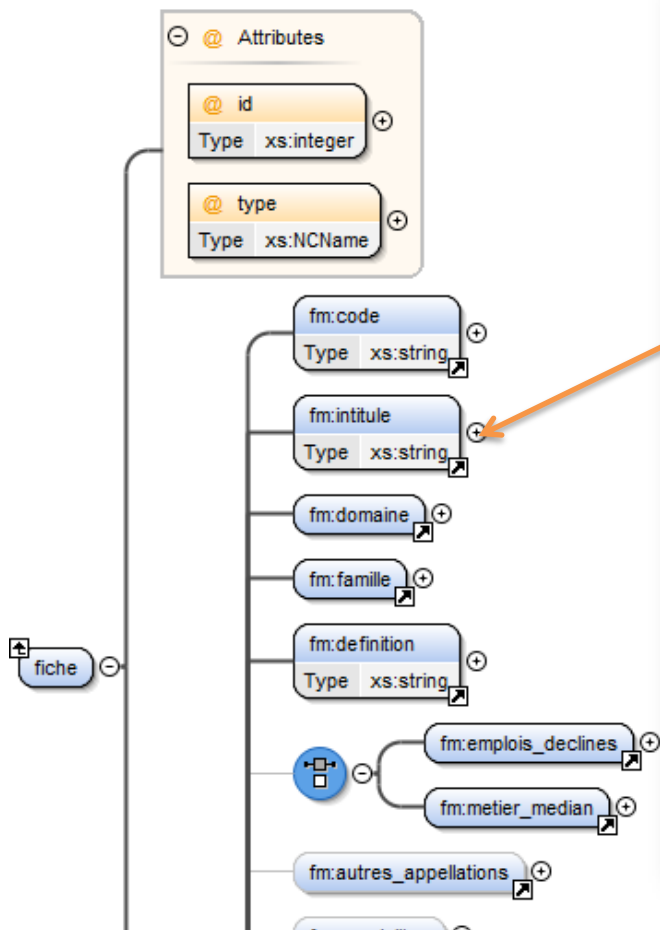 @ Attributes
@ id
Type xs:integer
@ type
Type xs:NCName
fm:code
Type xs:string
fm:intitule
Type xs:string
fm:domaine
fm:famille
fiche
fm:definition
Type xs:string
fm:emplois_declines
fm:metier_median
fm:autres_appellations